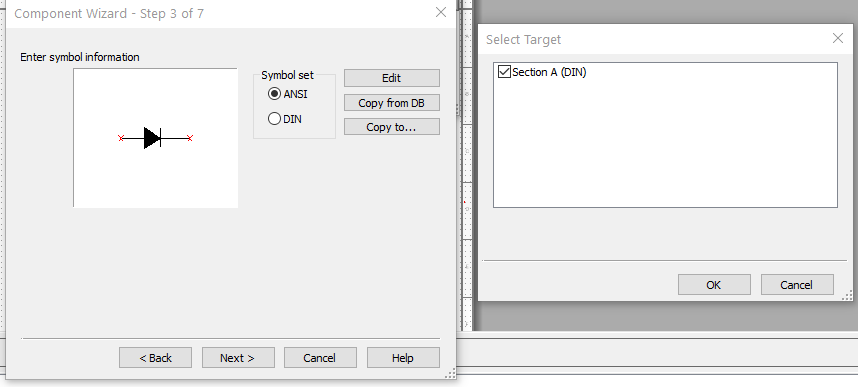 Component Wizard - Step 3 of 7
Enter symbol information
Symbol set
ANSI
DIN
Edit
Copy from DB
Copy to...
< Back
Next >
Cancel
Help
Select Target
Section A (DIN)
OK
Cancel